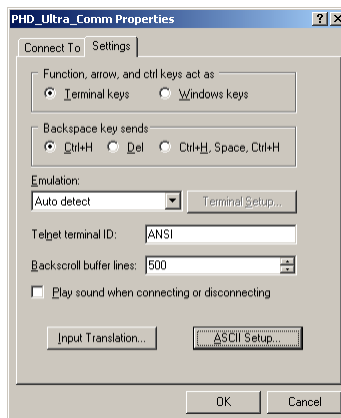 PHD_Ultra_Comm Properties
Connect To Settings
Function, arrow, and ctrl keys act as
Terminal keys Windows keys
Backspace key sends
Ctrl+H Del Ctrl+H, Space, Ctrl+H
Emulation:
Auto detect Terminal Setup...
Telnet terminal ID: ANSI
Backscroll buffer lines: 500
Play sound when connecting or disconnecting
Input Translation... ASCII Setup...
OK Cancel